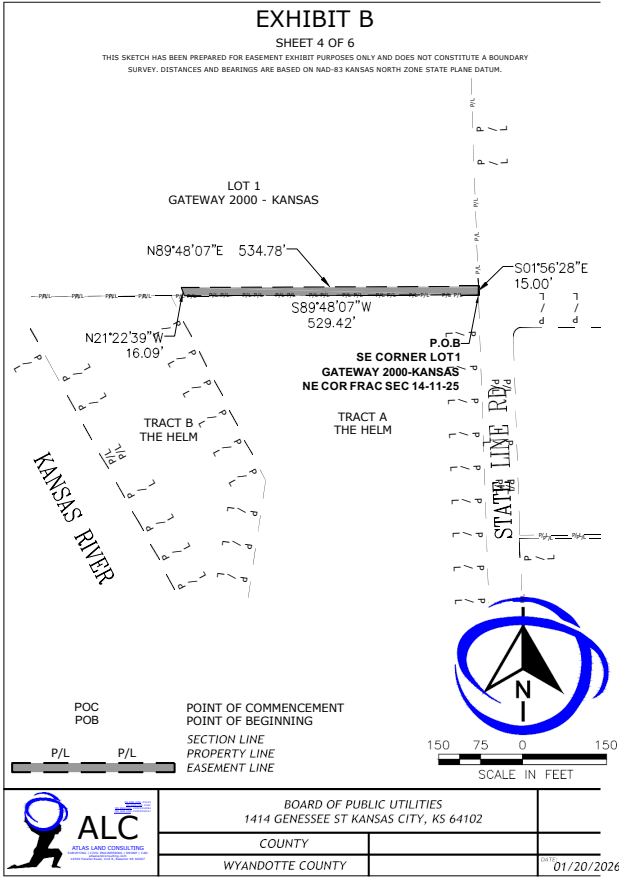 EXHIBIT B
SHEET 4 OF 6
THIS SKETCH HAS BEEN PREPARED FOR EASEMENT EXHIBIT PURPOSES ONLY AND DOES NOT CONSTITUTE A BOUNDARY
SURVEY. DISTANCES AND BEARINGS ARE BASED ON NAD-83 KANSAS NORTH ZONE STATE PLANE DATUM.
P/L
P/L
P/L
LOT 1
GATEWAY 2000 - KANSAS
N89°48'07"E 534.78'
S01°56'28"E
15.00'
S89°48'07"W
529.42'
N21°22'39"W
16.09'
P.O.B
SE CORNER LOT1
GATEWAY 2000-KANSAS
NE COR FRAC SEC 14-11-25
TRACT B
THE HELM
TRACT A
THE HELM
STATE LINE RD
KANSAS RIVER
N
POC POINT OF COMMENCEMENT
POB POINT OF BEGINNING
SECTION LINE
P/L P/L PROPERTY LINE
EASEMENT LINE
150 75 0 150
SCALE IN FEET
ALC
ATLAS LAND CONSULTING
BOARD OF PUBLIC UTILITIES
1414 GENESSEE ST KANSAS CITY, KS 64102
COUNTY
WYANDOTTE COUNTY
DATE:
01/20/2026